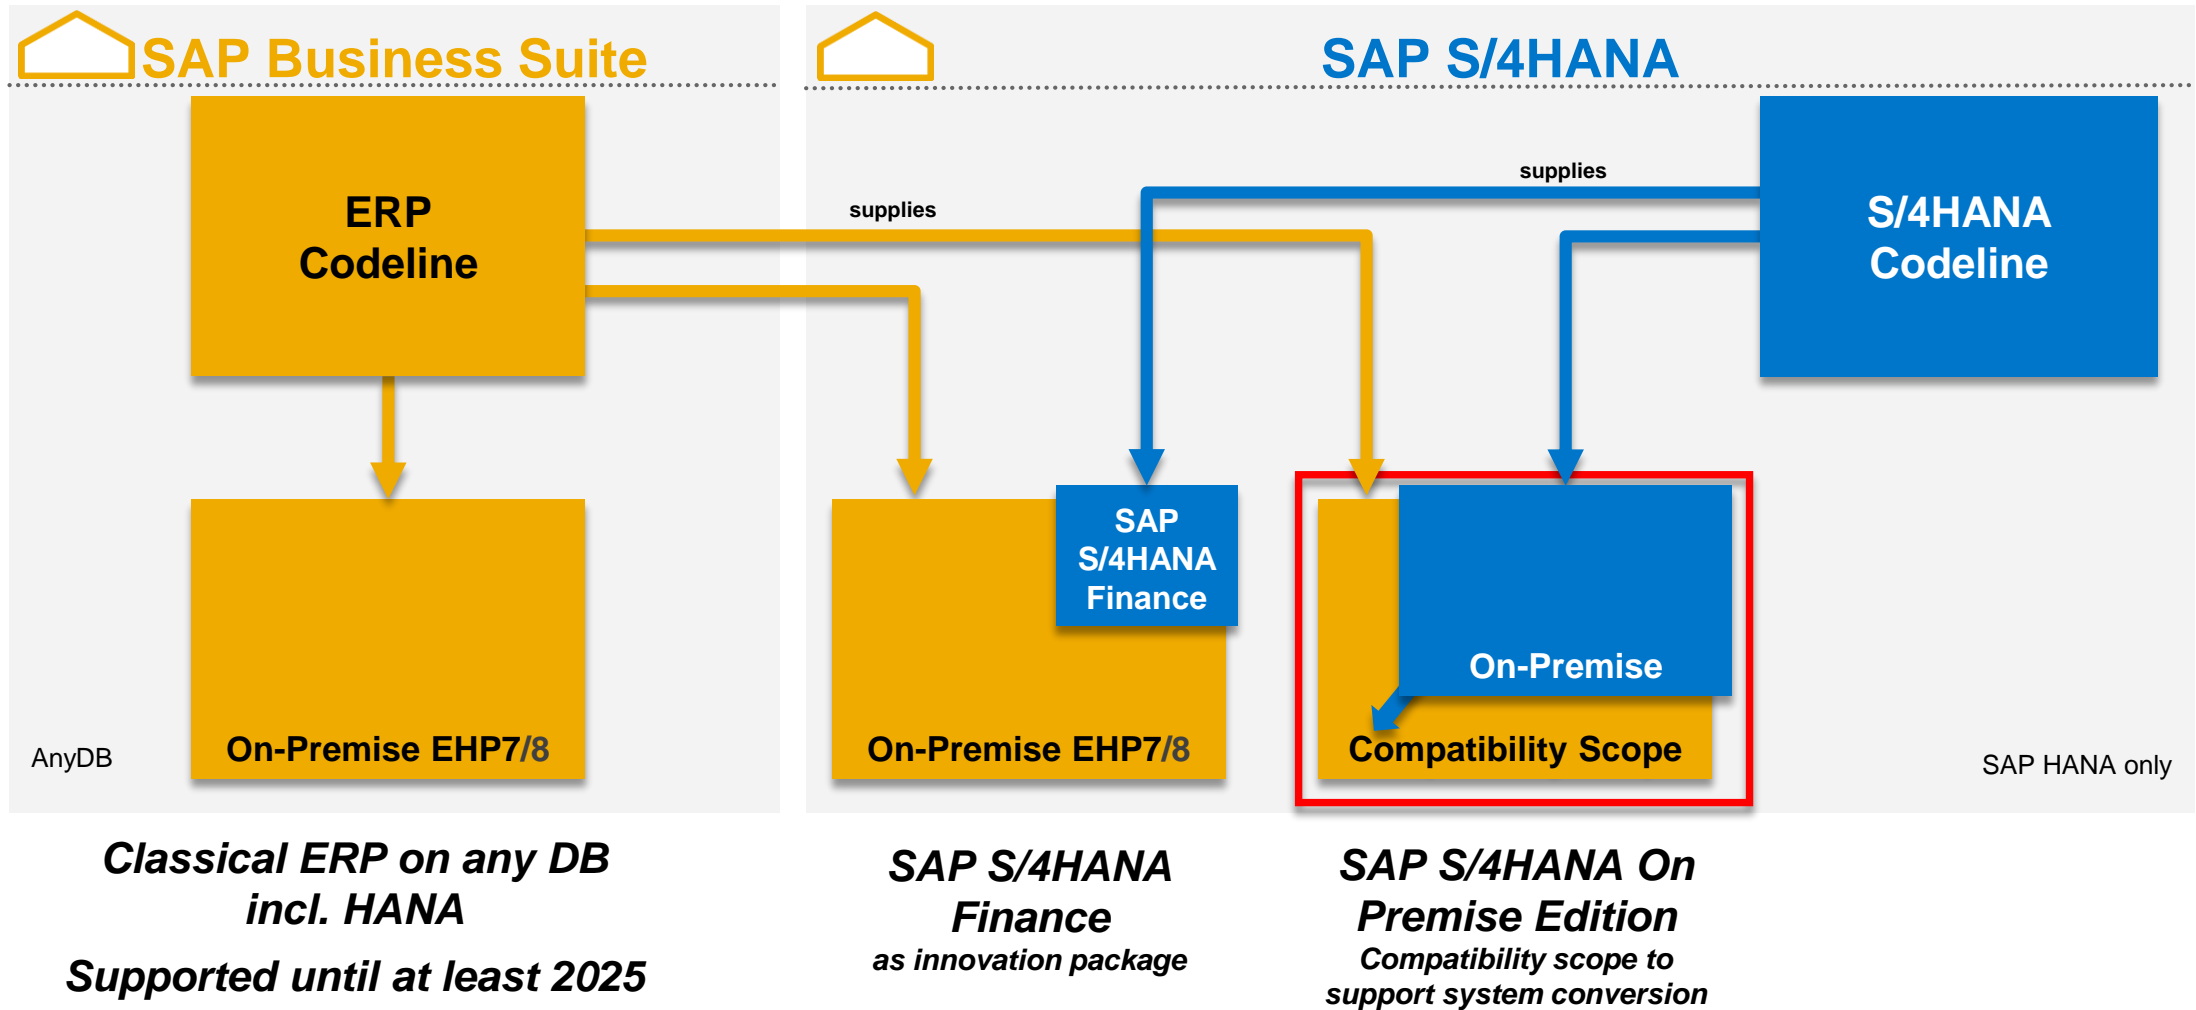 SAP Business Suite
SAP S/4HANA
ERP
Codeline
supplies
supplies
S/4HANA
Codeline
SAP
S/4HANA
Finance
On-Premise
AnyDB
On-Premise EHP7/8
On-Premise EHP7/8
Compatibility Scope
SAP HANA only
Classical ERP on any DB
incl. HANA
Supported until at least 2025
SAP S/4HANA
Finance
as innovation package
SAP S/4HANA On
Premise Edition
Compatibility scope to
support system conversion